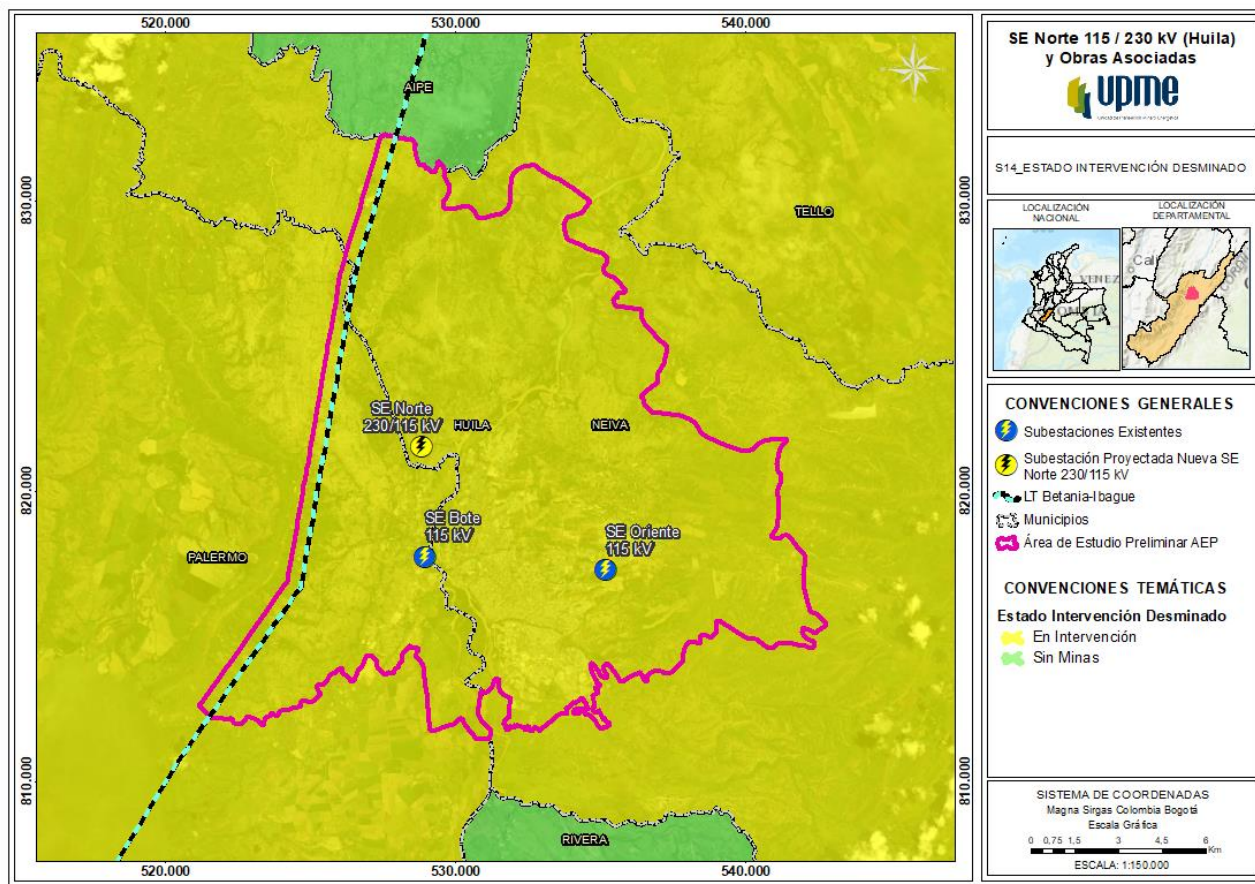 520.000
530.000
540.000
830.000
820.000
810.000
830.000
820.000
810.000
AIPE
TELLO
SE Norte
230/115 kV
HUILA
NEIVA
SE Bote
115 kV
SE Oriente
115 kV
PALERMO
RIVERA
520.000
530.000
540.000
SE Norte 115 / 230 kV (Huila)
y Obras Asociadas
upme
S14_ESTADO INTERVENCIÓN DESMINADO
LOCALIZACIÓN
NACIONAL
LOCALIZACIÓN
DEPARTAMENTAL
VENEZ
Cali
CONVENCIONES GENERALES
Subestaciones Existentes
Subestación Proyectada Nueva SE
Norte 230/115 kV
LT Betania-Ibague
Municipios
Área de Estudio Preliminar AEP
CONVENCIONES TEMÁTICAS
Estado Intervención Desminado
En Intervención
Sin Minas
SISTEMA DE COORDENADAS
Magna Sirgas Colombia Bogotá
Escala Gráfica
0 0,75 1,5 3 4,5 6
Km
ESCALA: 1:150.000